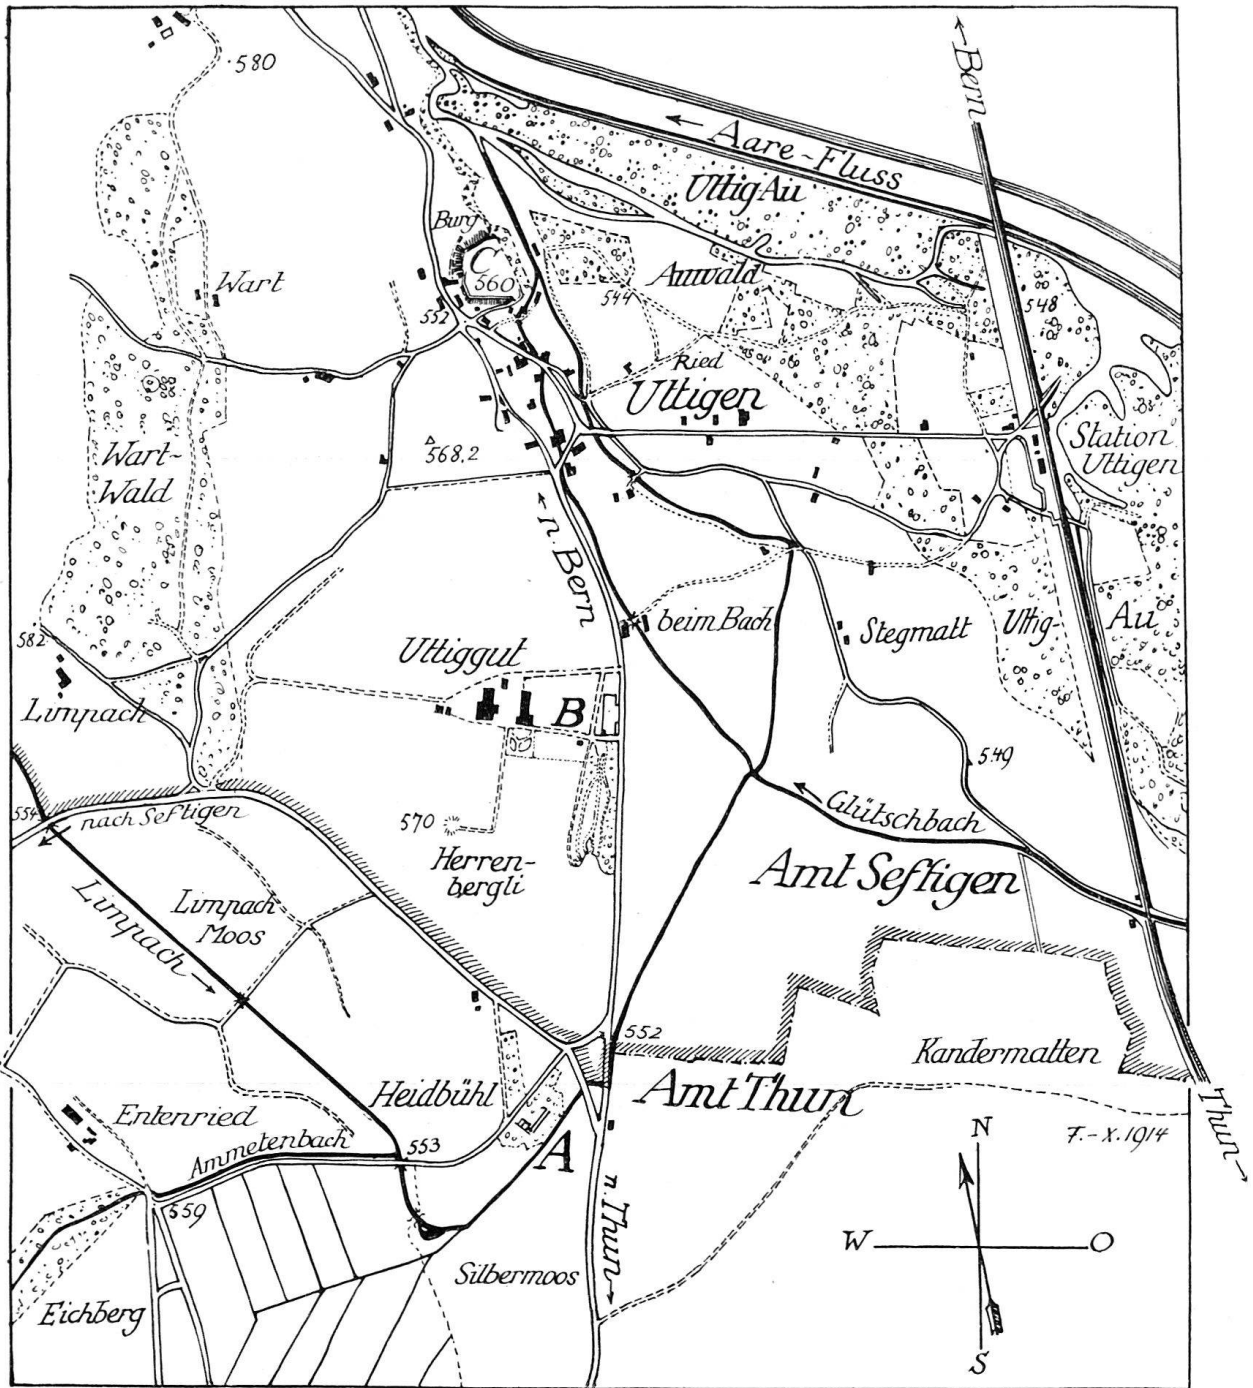 580
← Bern
← Aare-Fluss
Uttig Au
Burg
C
560
Wart
Auwald
544
548
552
Ried
Uttigen
568,2
Wart-
Wald
Station
Uttigen
← n Bern
582
Uttiggut
beim Bach
Stegmatt
Uttig-
Au
Limpach
B
549
554
nach Seftigen
570
← Glütschbach
Herren-
bergli
Amt Seftigen
Limpach →
Limpach
Moos
552
Kandermatten
Heidbühl
Amt Thun
Entenried
Thun →
7.-X.1914
Ammetenbach
553
A
N
559
n. Thun →
W
O
Silbermoos
Eichberg
S